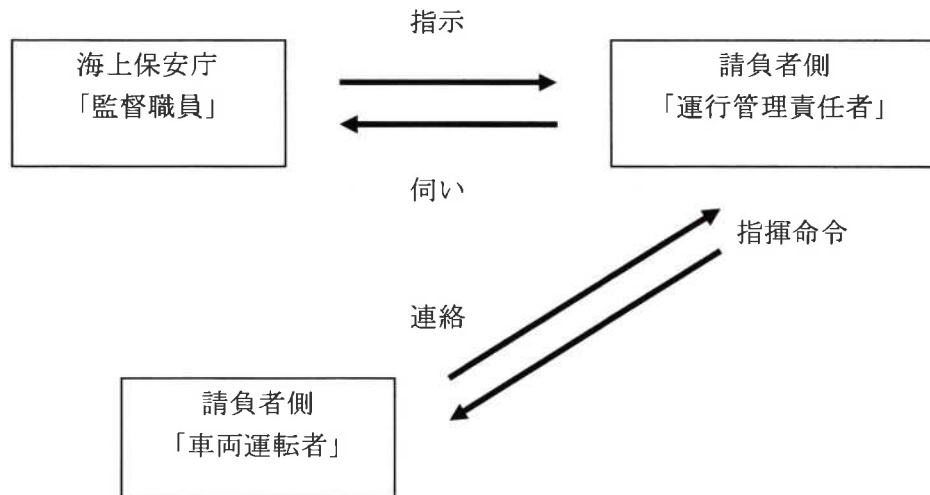 指示
海上保安庁
「監督職員」
請負者側
「運行管理責任者」
伺い
指揮命令
連絡
請負者側
「車両運転者」